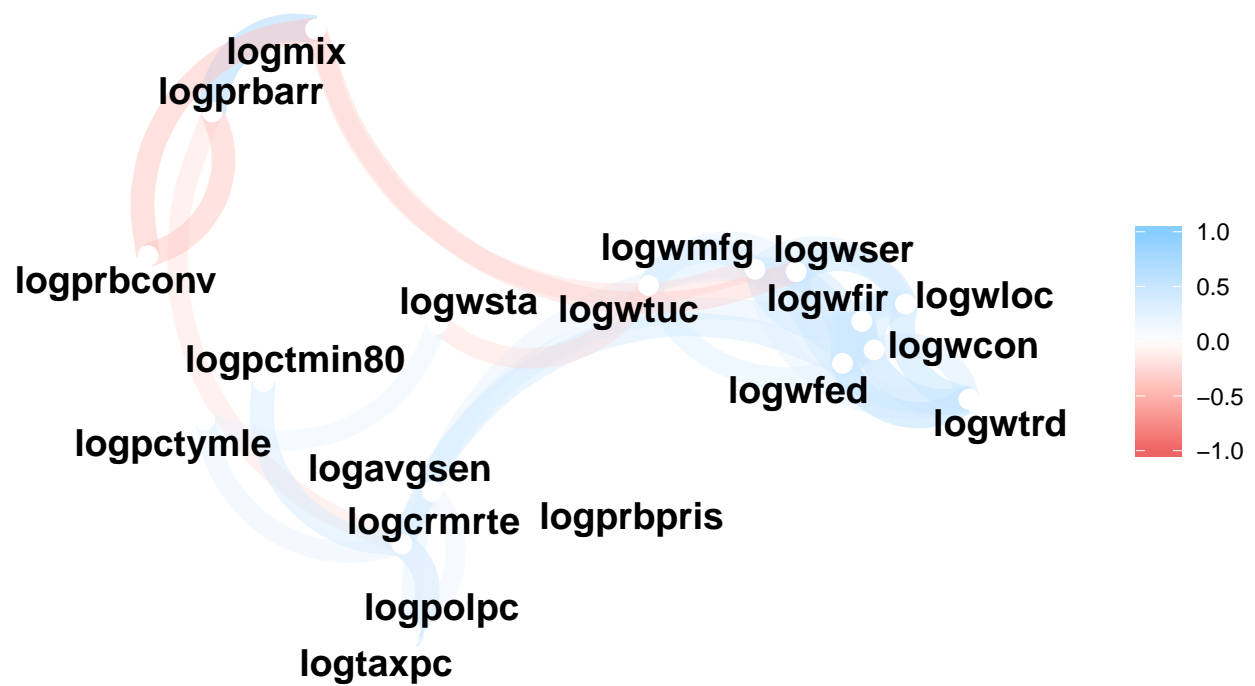 logmix
logprbarr
logprbconv
logwmfg
logwser
logwsta
logwtuc
logwfir
logwloc
logwcon
logpctmin80
logwfed
logwtrd
logpctymle
logavgsen
logcrmrte
logprbpris
logpolpc
logtaxpc
1.0
0.5
0.0
−0.5
−1.0